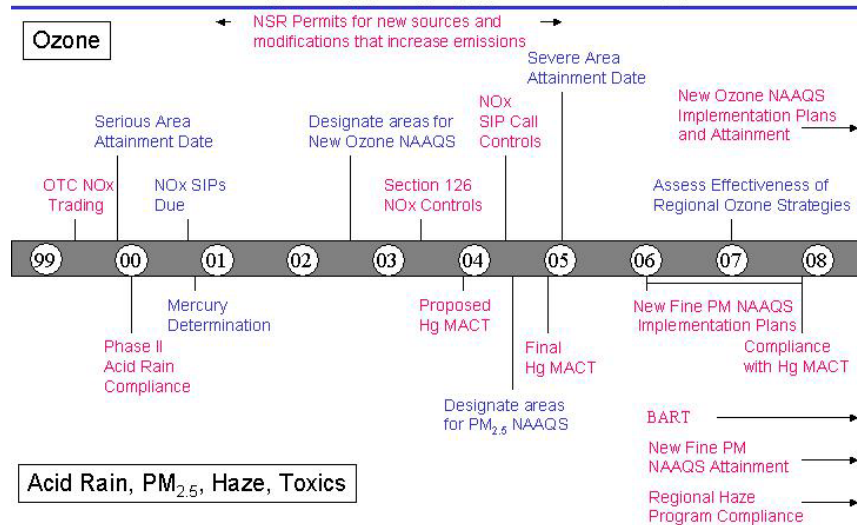 NSR Permits for new sources and
modifications that increase emissions
Ozone
Severe Area
Attainment Date
NOx
SIP Call
Controls
New Ozone NAAQS
Implementation Plans
and Attainment
Serious Area
Attainment Date
Designate areas for
New Ozone NAAQS
OTC NOx
Trading
NOx SIPs
Due
Section 126
NOx Controls
Assess Effectiveness of
Regional Ozone Strategies
99 00 01 02 03 04 05 06 07 08
Mercury
Determination
Proposed
Hg MACT
New Fine PM NAAQS
Implementation Plans
Phase II
Acid Rain
Compliance
Final
Hg MACT
Compliance
with Hg MACT
Designate areas
for PM2.5 NAAQS
BART
New Fine PM
NAAQS Attainment
Acid Rain, PM2.5, Haze, Toxics
Regional Haze
Program Compliance